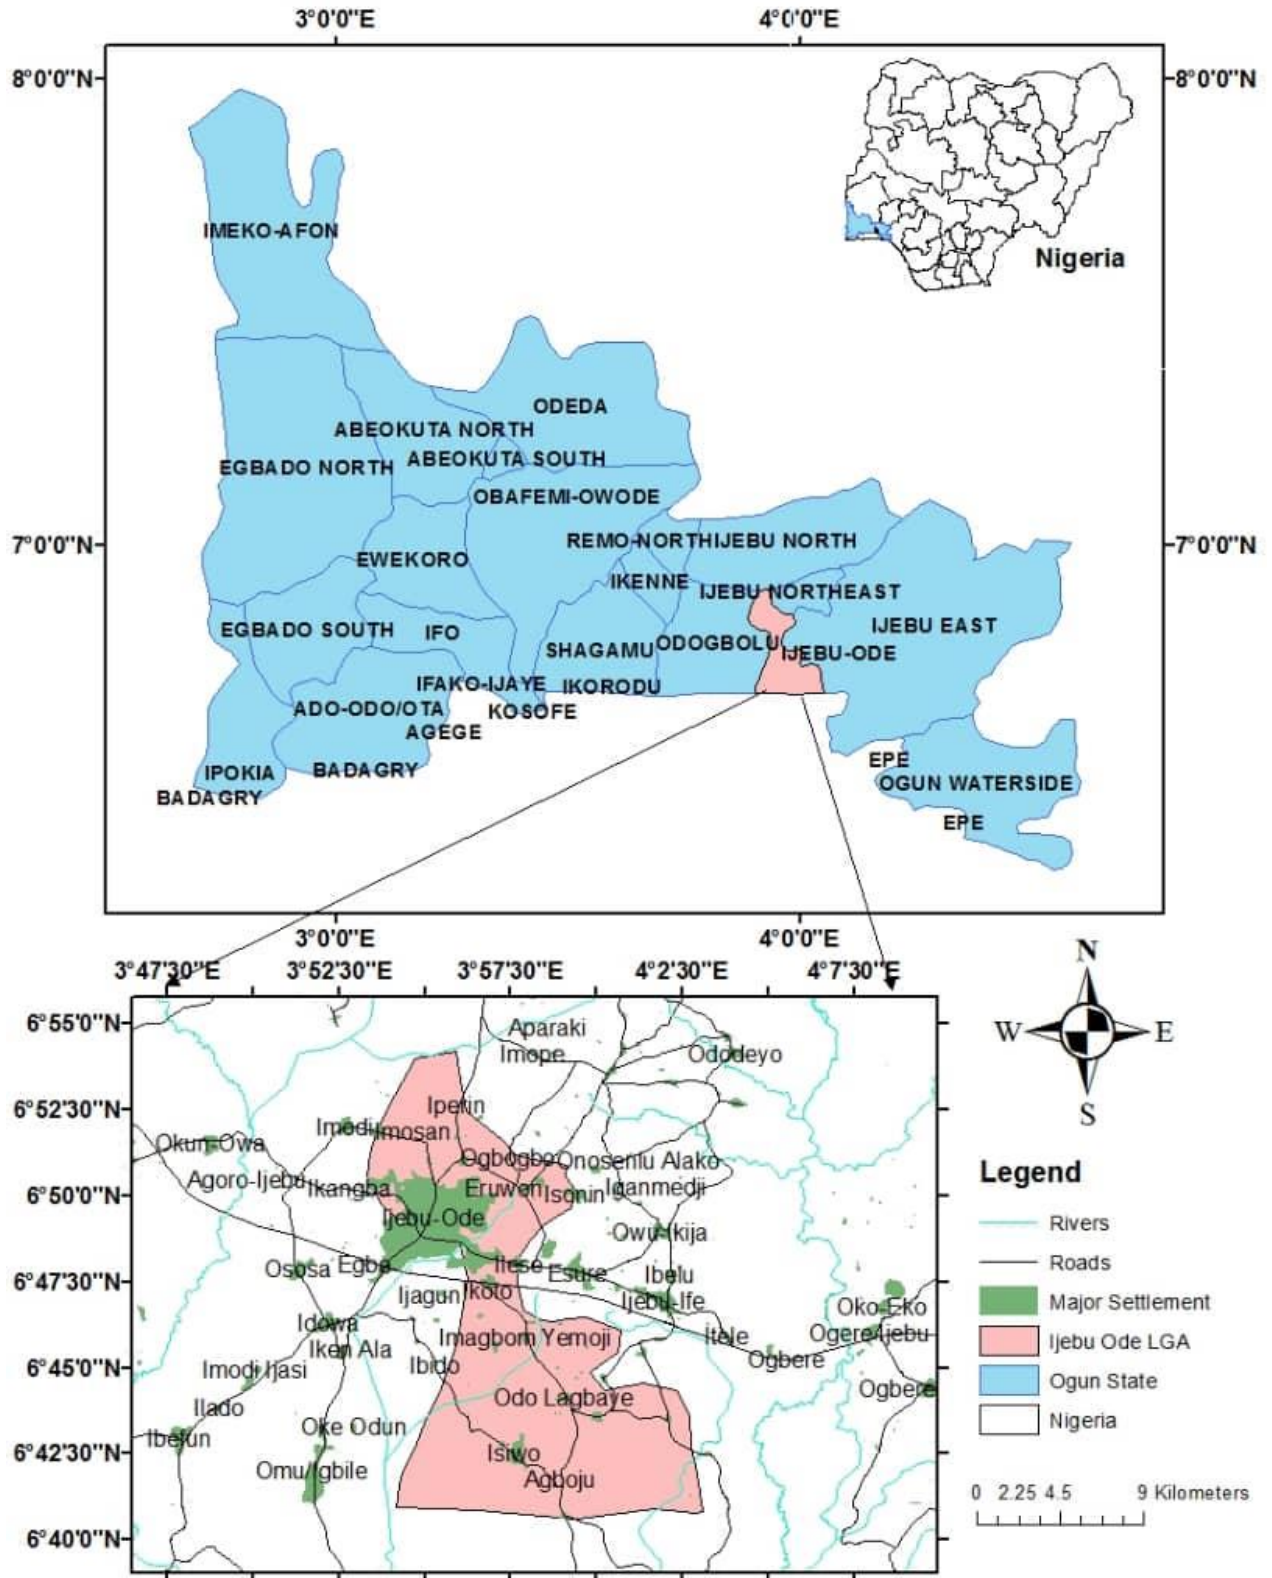 3°0'0"E 4°0'0"E
8°0'0"N 8°0'0"N
Nigeria
IMEKO-AFON
ODEDA
ABEOKUTA NORTH
ABEOKUTA SOUTH
EGBADO NORTH
OBAFEMI-OWODE
7°0'0"N 7°0'0"N
REMO-NORTH IJEBU NORTH
EWEKORO
IKENNE
IJEBU NORTHEAST
EGBADO SOUTH
IFO
IJEBU EAST
SHAGAMU
ODOGBOLU
IJEBU-ODE
IFAKO-IJAYE
IKORODU
ADO-ODO/OTA
KOSOFE
AGEGE
EPE
IPOKIA
BADAGRY
OGUN WATERSIDE
BADAGRY
EPE
3°0'0"E 4°0'0"E
3°47'30"E 3°52'30"E 3°57'30"E 4°2'30"E 4°7'30"E
N
W E
S
6°55'0"N
Aparaki
Imope
Ododeyo
6°52'30"N
Iperin
Imodi
Imosan
Okun-Owa
Ogbogbo
Onosenlu Alako
Agoro-Ijebu
Ikangba
Eruwon
Isonin
Iganmedji
6°50'0"N
Ijebu-Ode
Owu-Ikija
Ososa
Egbe
Itese
Esure
Ibelu
6°47'30"N
Ijagun
Ikoto
Ijebu-Ife
Oko-Eko
Idowa
Imagbom Yemoji
Itele
Ogere/Ijebu
Iken Ala
Ibido
Ogbere
6°45'0"N
Imodi Ijasi
Odo Lagbaye
Ogbere
Ilado
Oke Odun
Ibelun
6°42'30"N
Isiwo
Omu/Igbile
Agboju
6°40'0"N
Legend
Rivers
Roads
Major Settlement
Ijebu Ode LGA
Ogun State
Nigeria
0 2.25 4.5 9 Kilometers